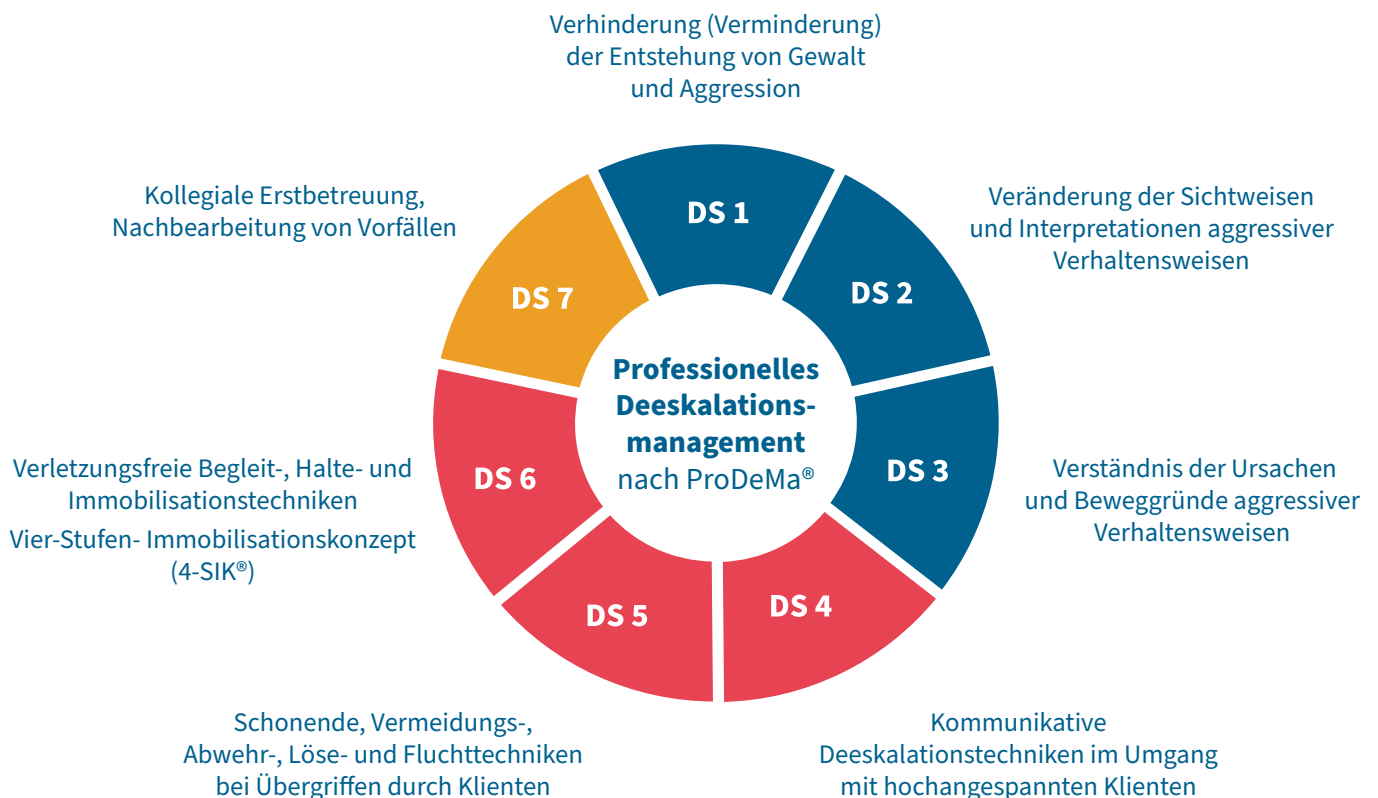 Verhinderung (Verminderung)
der Entstehung von Gewalt
und Aggression
DS 1
Veränderung der Sichtweisen
und Interpretationen aggressiver
Verhaltensweisen
DS 2
Verständnis der Ursachen
und Beweggründe aggressiver
Verhaltensweisen
DS 3
Kommunikative
Deeskalationstechniken im Umgang
mit hochangespannten Klienten
DS 4
Schonende, Vermeidungs-,
Abwehr-, Löse- und Fluchttechniken
bei Übergriffen durch Klienten
DS 5
Verletzungsfreie Begleit-, Halte- und
Immobilisationstechniken
Vier-Stufen- Immobilisationskonzept
(4-SIK®)
DS 6
Kollegiale Erstbetreuung,
Nachbearbeitung von Vorfällen
DS 7
Professionelles
Deeskalations-
management
nach ProDeMa®